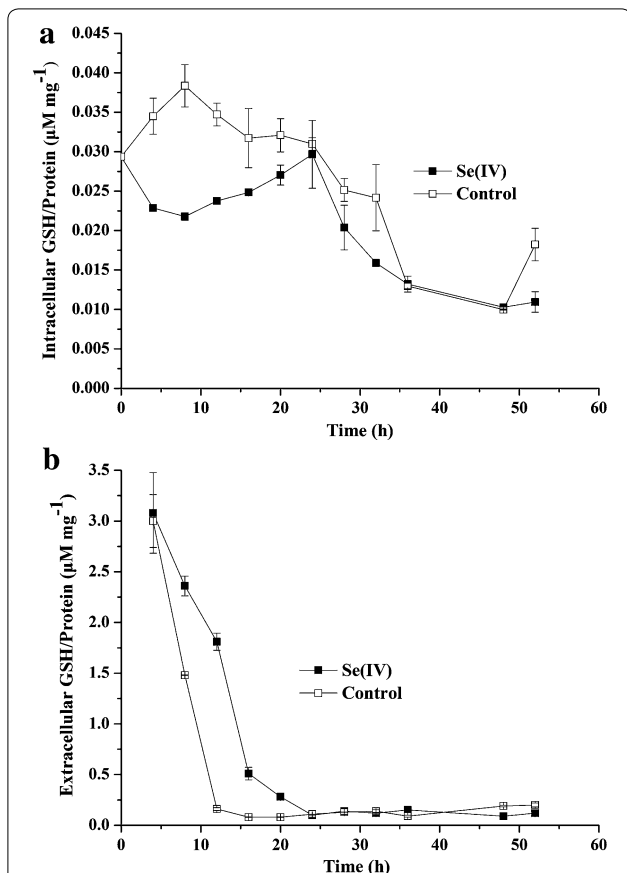 a
0.045
0.040
0.035
0.030
0.025
0.020
0.015
0.010
0.005
0.000
Intracellular GSH/Protein (µM mg⁻¹)
Se(IV)
Control
0 10 20 30 40 50 60
Time (h)
b
3.5
3.0
2.5
2.0
1.5
1.0
0.5
0.0
Extracellular GSH/Protein (µM mg⁻¹)
Se(IV)
Control
0 10 20 30 40 50 60
Time (h)